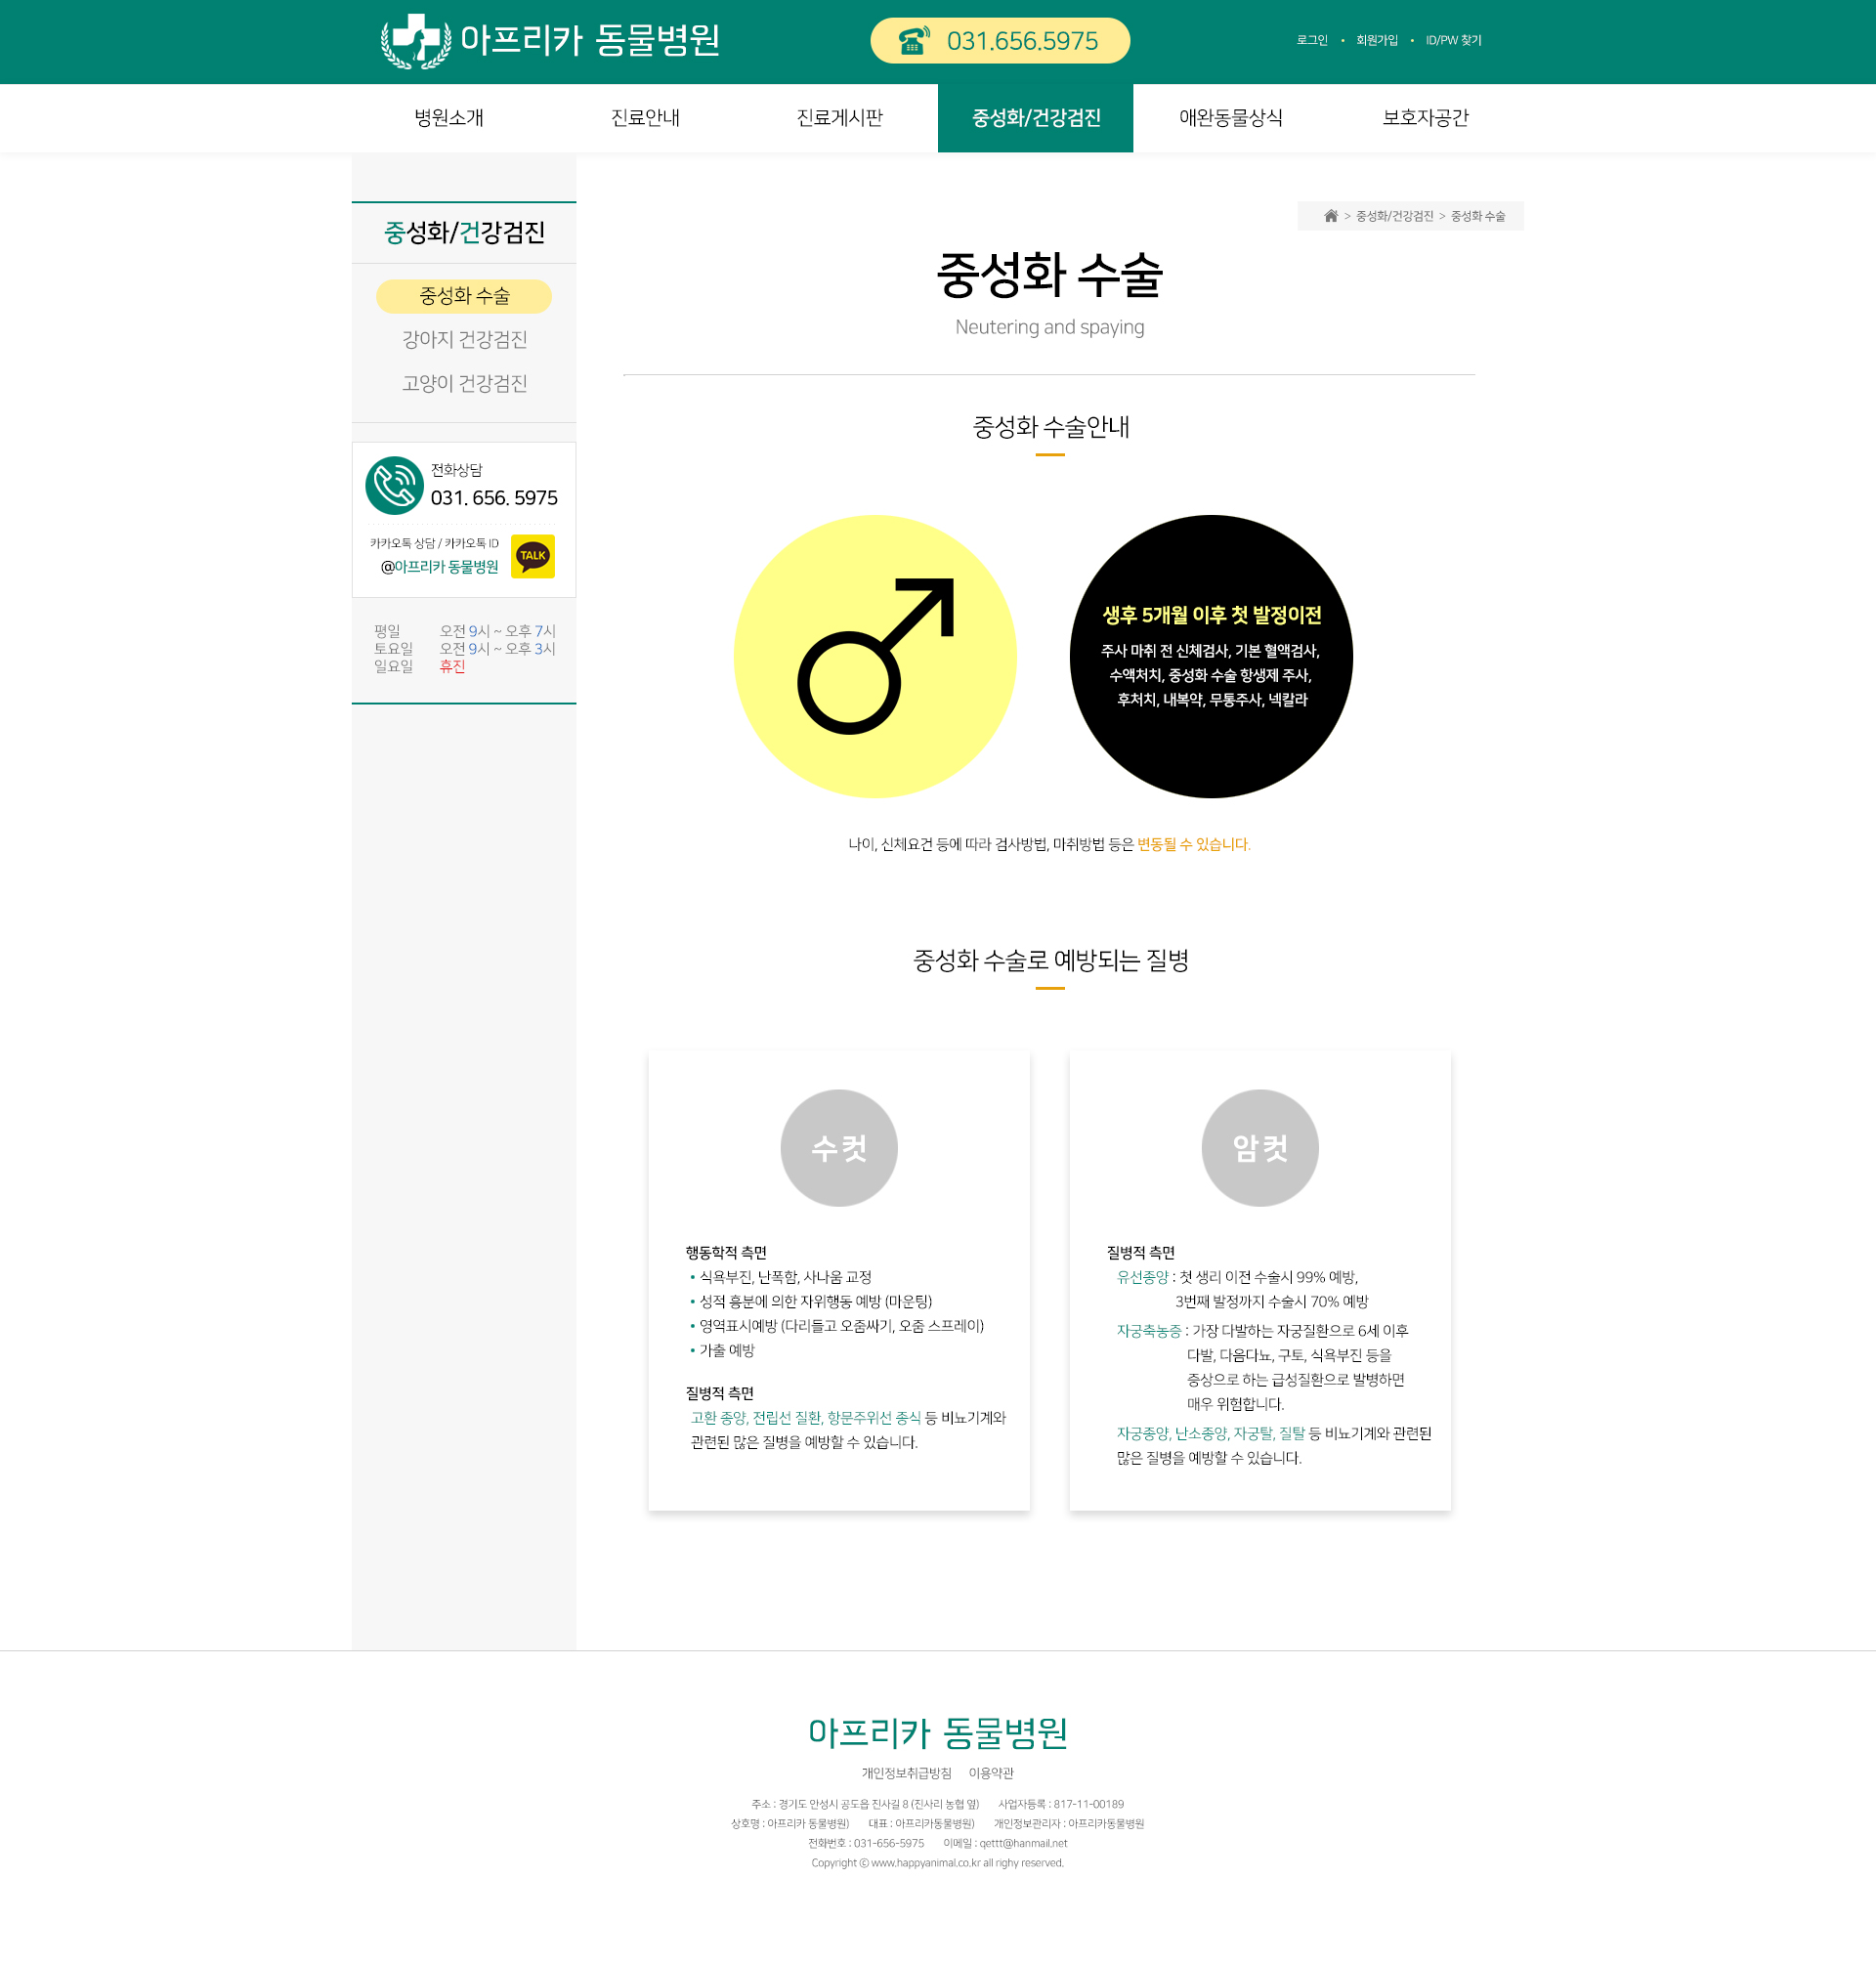 아프리카 동물병원
031.656.5975
로그인 • 회원가입 • ID/PW 찾기
병원소개 진료안내 진료게시판 중성화/건강검진 애완동물상식 보호자공간
중성화/건강검진
중성화 수술
강아지 건강검진
고양이 건강검진
전화상담
031. 656. 5975
카카오톡 상담 / 카카오톡 ID
@아프리카 동물병원
TALK
평일 오전 9시 ~ 오후 7시
토요일 오전 9시 ~ 오후 3시
일요일 휴진
> 중성화/건강검진 > 중성화 수술
중성화 수술
Neutering and spaying
중성화 수술안내
생후 5개월 이후 첫 발정이전
주사 마취 전 신체검사, 기본 혈액검사,
수액처치, 중성화 수술 항생제 주사,
후처치, 내복약, 무통주사, 넥칼라
나이, 신체요건 등에 따라 검사방법, 마취방법 등은 변동될 수 있습니다.
중성화 수술로 예방되는 질병
수컷
행동학적 측면
• 식욕부진, 난폭함, 사나움 교정
• 성적 흥분에 의한 자위행동 예방 (마운팅)
• 영역표시예방 (다리들고 오줌싸기, 오줌 스프레이)
• 가출 예방
질병적 측면
고환 종양, 전립선 질환, 항문주위선 종식 등 비뇨기계와
관련된 많은 질병을 예방할 수 있습니다.
암컷
질병적 측면
유선종양 : 첫 생리 이전 수술시 99% 예방,
3번째 발정까지 수술시 70% 예방
자궁축농증 : 가장 다발하는 자궁질환으로 6세 이후
다발, 다음다뇨, 구토, 식욕부진 등을
증상으로 하는 급성질환으로 발병하면
매우 위험합니다.
자궁종양, 난소종양, 자궁탈, 질탈 등 비뇨기계와 관련된
많은 질병을 예방할 수 있습니다.
아프리카 동물병원
개인정보취급방침 이용약관
주소 : 경기도 안성시 공도읍 진사길 8 (진사리 농협 옆) 사업자등록 : 817-11-00189
상호명 : 아프리카 동물병원) 대표 : 아프리카동물병원) 개인정보관리자 : 아프리카동물병원
전화번호 : 031-656-5975 이메일 : qettt@hanmail.net
Copyright ⓒ www.happyanimal.co.kr all righy reserved.